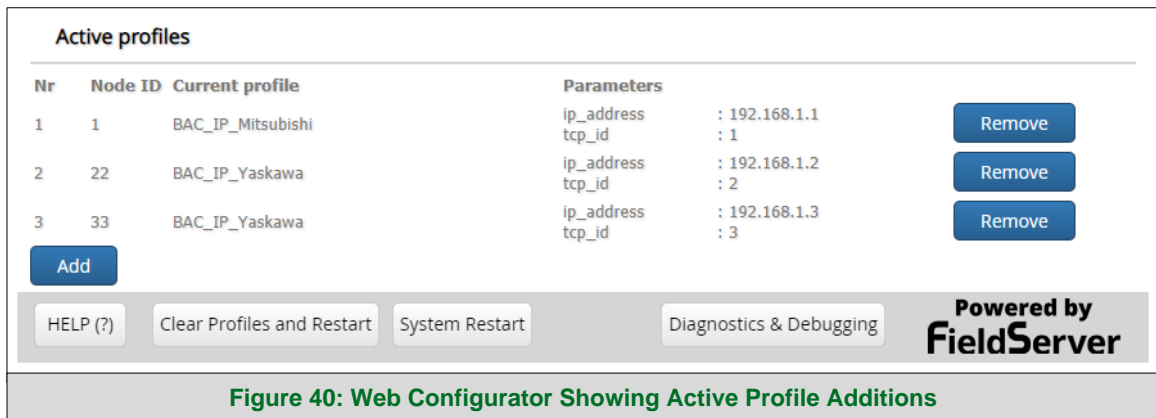 Active profiles
Nr Node ID Current profile Parameters
1 1 BAC_IP_Mitsubishi ip_address : 192.168.1.1 Remove
tcp_id : 1
2 22 BAC_IP_Yaskawa ip_address : 192.168.1.2 Remove
tcp_id : 2
3 33 BAC_IP_Yaskawa ip_address : 192.168.1.3 Remove
tcp_id : 3
Add
HELP (?) Clear Profiles and Restart System Restart Diagnostics & Debugging Powered by
FieldServer
Figure 40: Web Configurator Showing Active Profile Additions